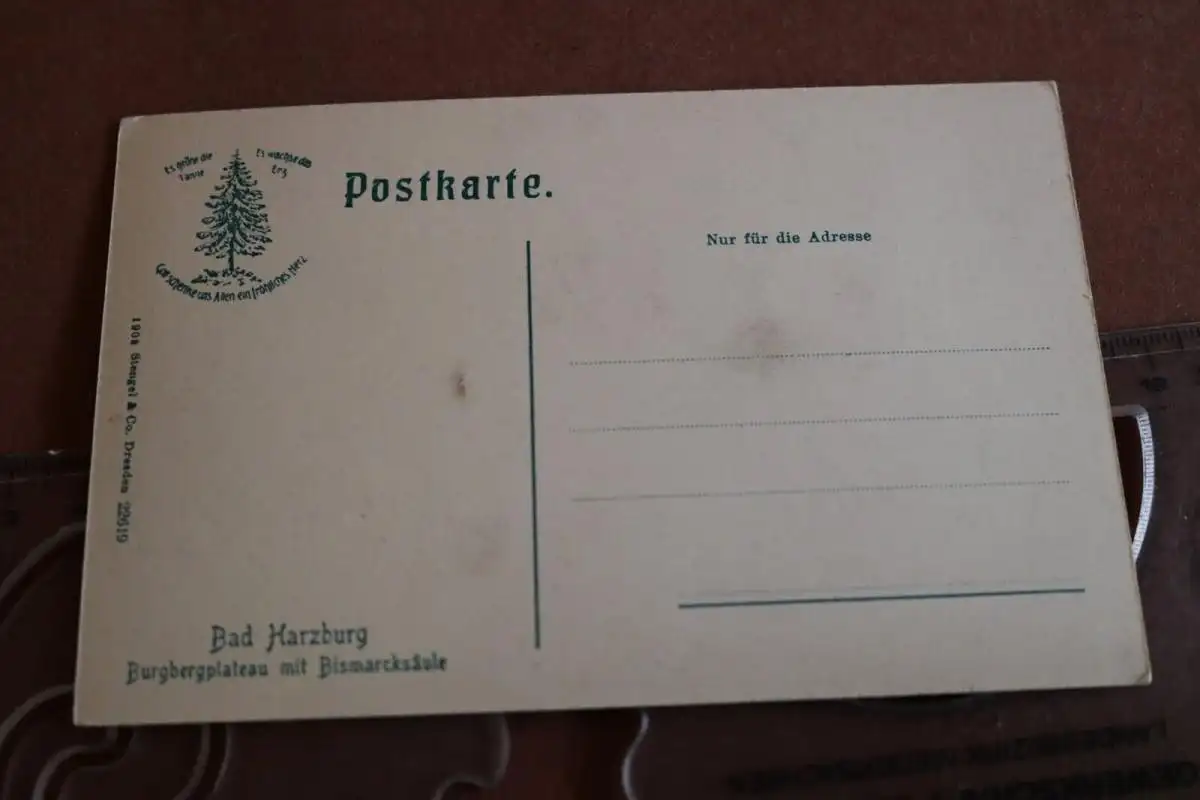 Es grüne die
Tanne
Es wachse das
Erz
Gott schenke uns Allen ein fröhliches Herz
Postkarte.
Nur für die Adresse
Stengel & Co. Dresden 22619
Bad Harzburg
Burgbergplateau mit Bismarcksäule